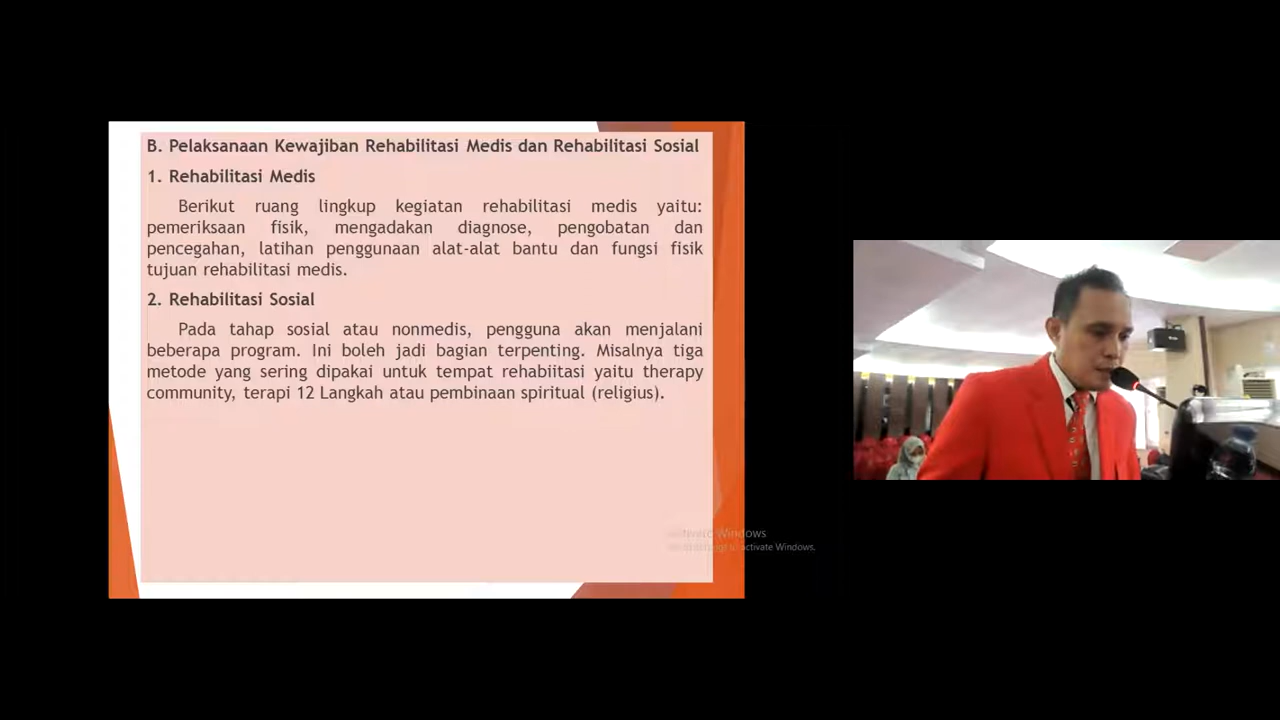 B. Pelaksanaan Kewajiban Rehabilitasi Medis dan Rehabilitasi Sosial
1. Rehabilitasi Medis
Berikut ruang lingkup kegiatan rehabilitasi medis yaitu:
pemeriksaan fisik, mengadakan diagnose, pengobatan dan
pencegahan, latihan penggunaan alat-alat bantu dan fungsi fisik
tujuan rehabilitasi medis.
2. Rehabilitasi Sosial
Pada tahap sosial atau nonmedis, pengguna akan menjalani
beberapa program. Ini boleh jadi bagian terpenting. Misalnya tiga
metode yang sering dipakai untuk tempat rehabiitasi yaitu therapy
community, terapi 12 Langkah atau pembinaan spiritual (religius).
Windows
activate Windows.